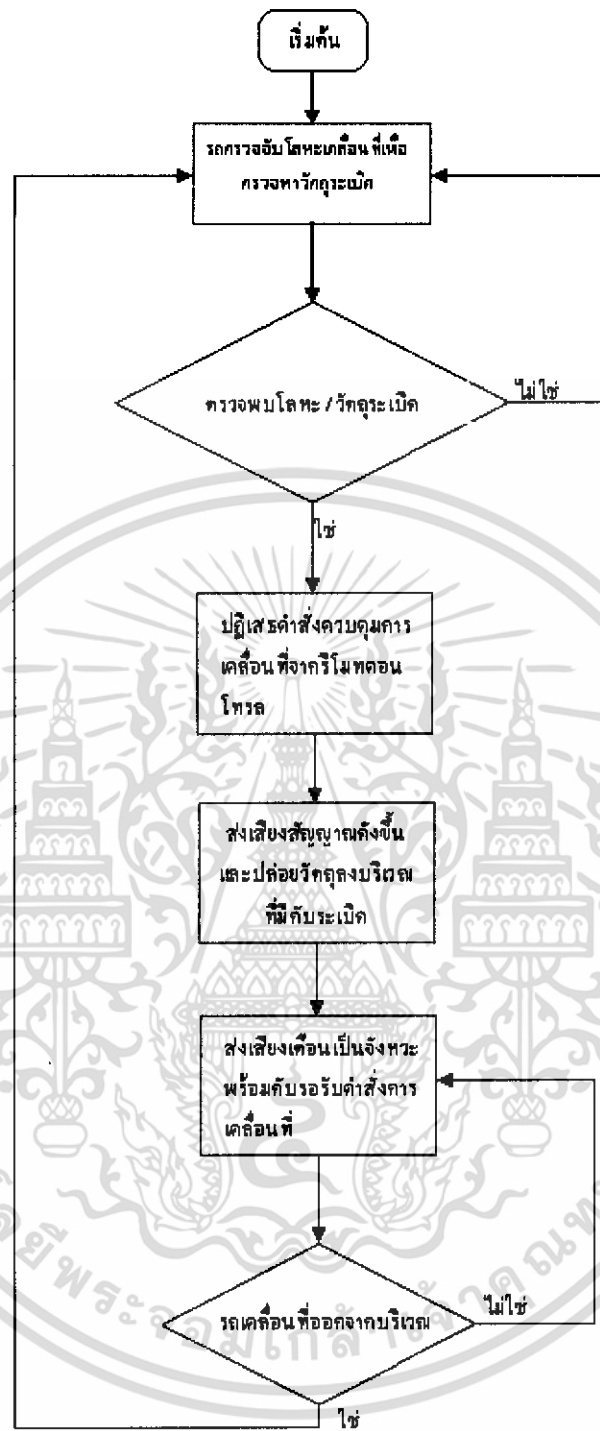 เริ่มต้น
รถตรวจจับโลหะเคลื่อนที่เพื่อ
ตรวจหาวัตถุระเบิด
ตรวจพบโลหะ / วัตถุระเบิด
ไม่ใช่
ใช่
ปฏิเสธคำสั่งควบคุมการ
เคลื่อนที่จากรีโมทคอน
โทรล
ส่งเสียงสัญญาณดังขึ้น
และปล่อยวัตถุลงบริเวณ
ที่มีกับระเบิด
ส่งเสียงเตือนเป็นจังหวะ
พร้อมกับรอรับคำสั่งการ
เคลื่อนที่
รถเคลื่อนที่ออกจากบริเวณ
ไม่ใช่
ใช่